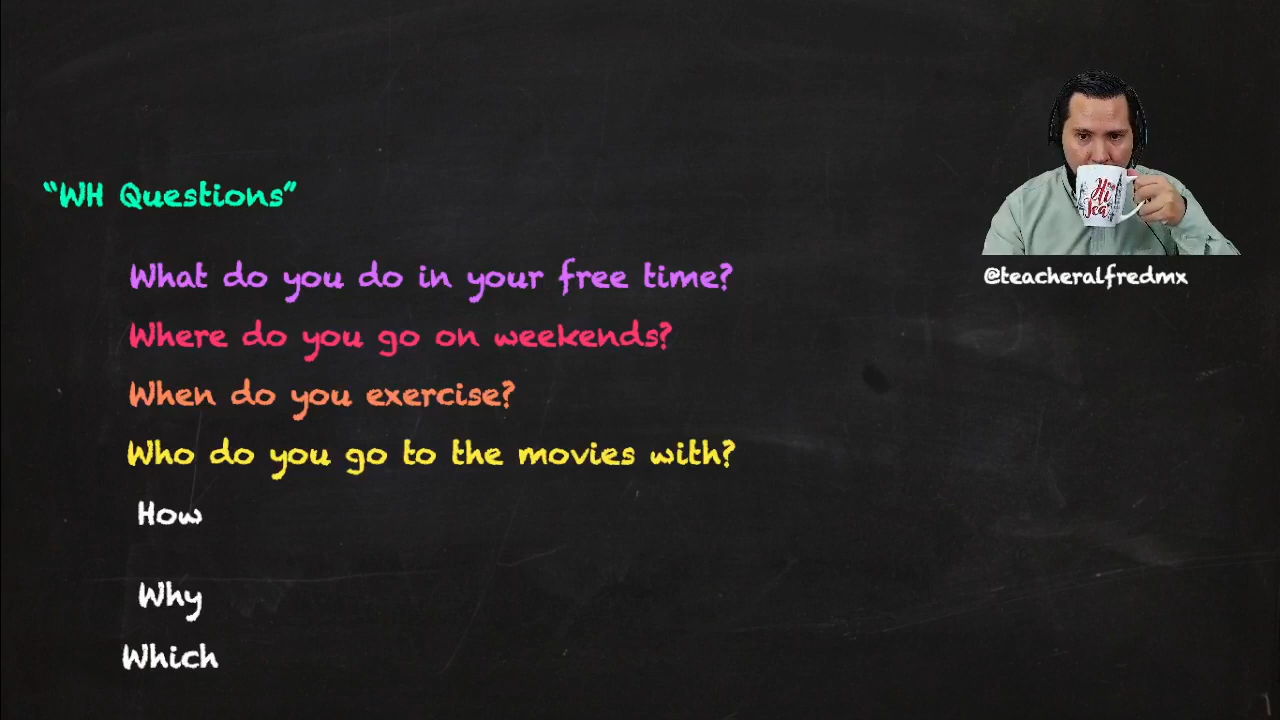 “WH Questions”
What do you do in your free time?
Where do you go on weekends?
When do you exercise?
Who do you go to the movies with?
How
Why
Which
@teacheralfredmx